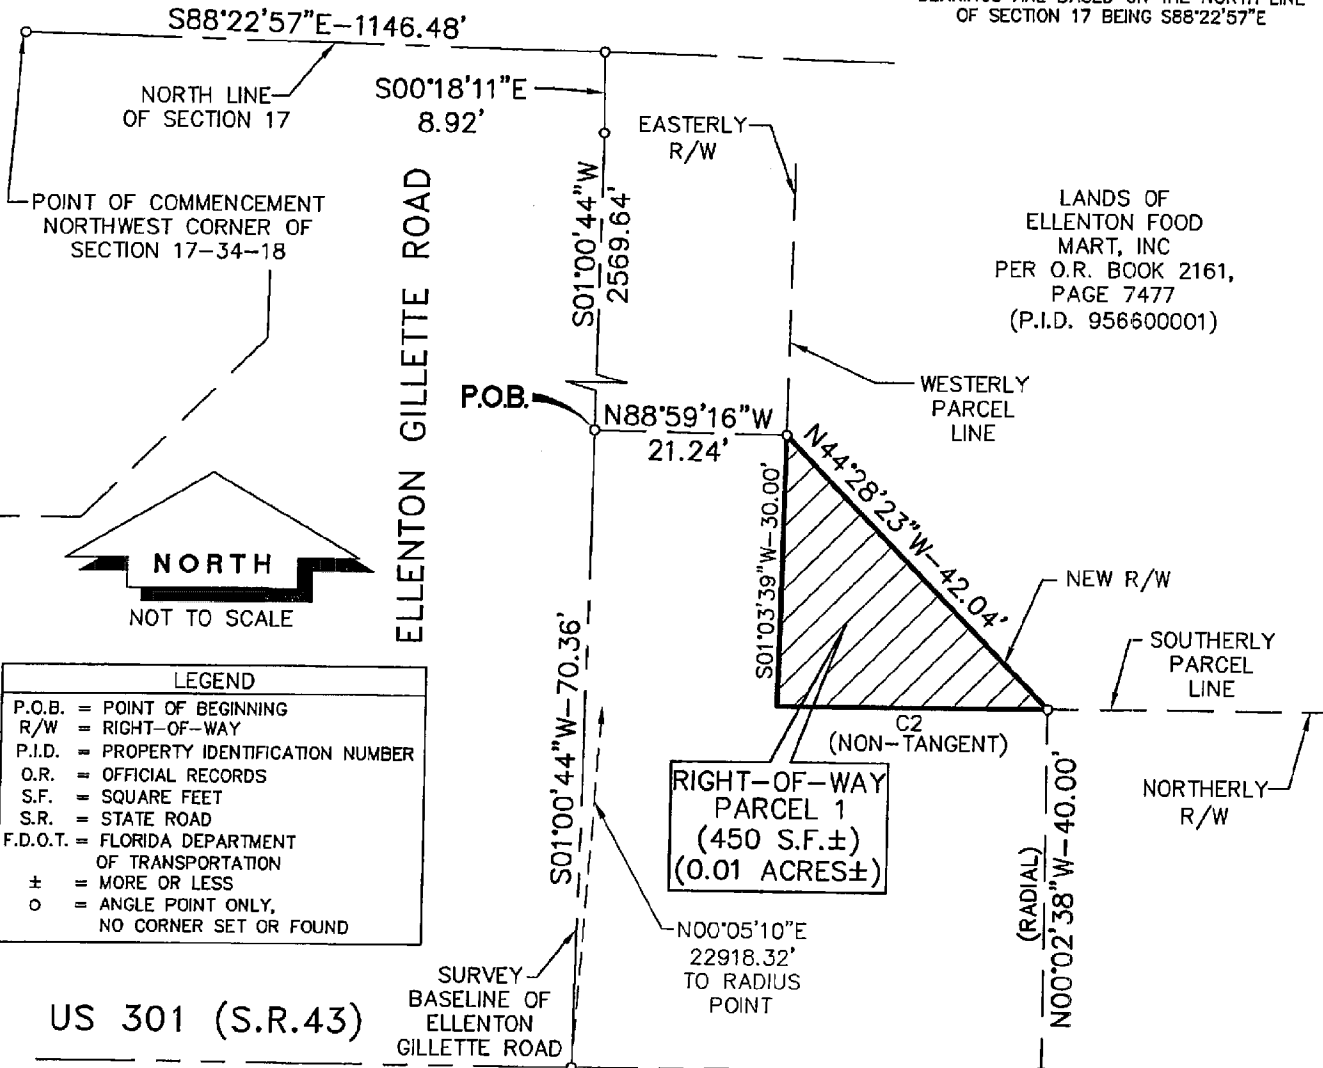 BEARINGS ARE BASED ON THE NORTH LINE
OF SECTION 17 BEING S88°22'57"E
S88°22'57"E-1146.48'
NORTH LINE
OF SECTION 17
S00°18'11"E
8.92'
EASTERLY
R/W
POINT OF COMMENCEMENT
NORTHWEST CORNER OF
SECTION 17-34-18
ELLENTON GILLETTE ROAD
S01°00'44"W
2569.64'
LANDS OF
ELLENTON FOOD
MART, INC
PER O.R. BOOK 2161,
PAGE 7477
(P.I.D. 956600001)
WESTERLY
PARCEL
LINE
P.O.B.
N88°59'16"W
21.24'
N44°28'23"W-42.04'
S01°03'39"W-30.00'
NORTH
NOT TO SCALE
NEW R/W
SOUTHERLY
PARCEL
LINE
C2
(NON-TANGENT)
NORTHERLY
R/W
RIGHT-OF-WAY
PARCEL 1
(450 S.F.±)
(0.01 ACRES±)
LEGEND
P.O.B. = POINT OF BEGINNING
R/W = RIGHT-OF-WAY
P.I.D. = PROPERTY IDENTIFICATION NUMBER
O.R. = OFFICIAL RECORDS
S.F. = SQUARE FEET
S.R. = STATE ROAD
F.D.O.T. = FLORIDA DEPARTMENT
OF TRANSPORTATION
± = MORE OR LESS
o = ANGLE POINT ONLY,
NO CORNER SET OR FOUND
S01°00'44"W-70.36'
N00°05'10"E
22918.32'
TO RADIUS
POINT
(RADIAL)
N00°02'38"W-40.00'
SURVEY
BASELINE OF
ELLENTON
GILLETTE ROAD
US 301 (S.R.43)